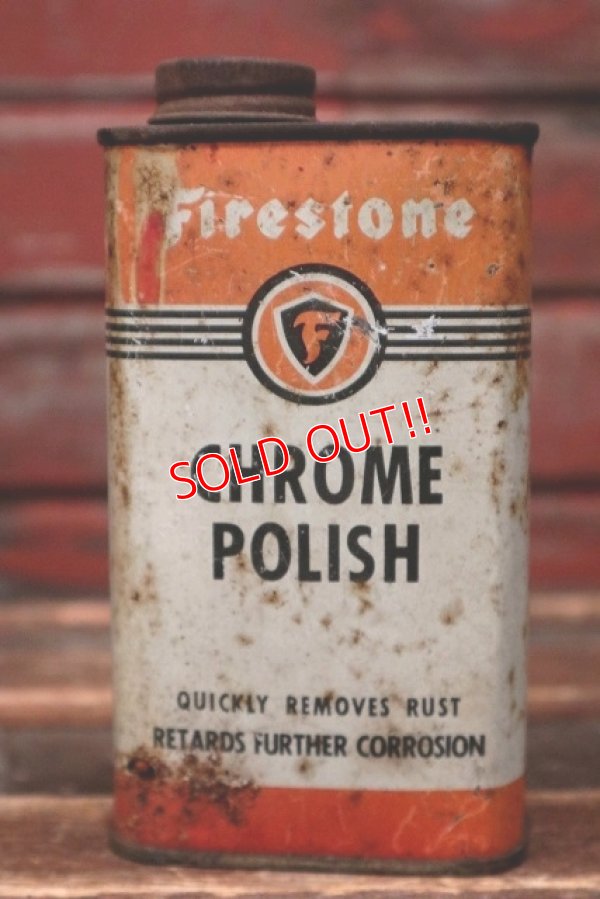 Firestone
F
SOLD OUT!!
CHROME
POLISH
QUICKLY REMOVES RUST
RETARDS FURTHER CORROSION